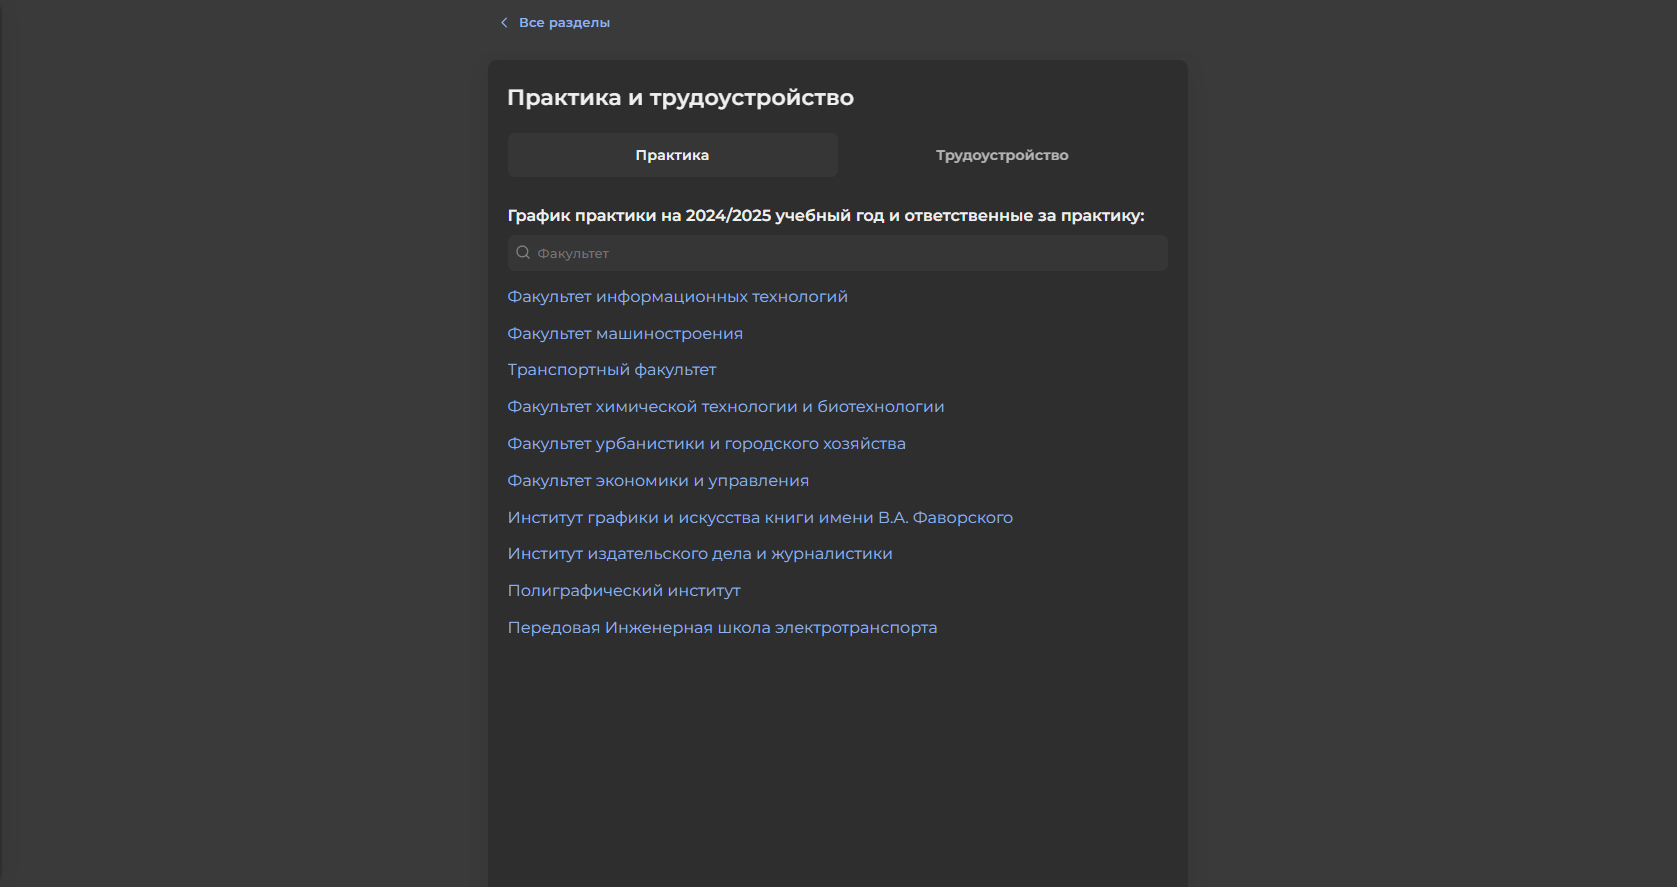 Все разделы
Практика и трудоустройство
Практика
Трудоустройство
График практики на 2024/2025 учебный год и ответственные за практику:
Факультет
Факультет информационных технологий
Факультет машиностроения
Транспортный факультет
Факультет химической технологии и биотехнологии
Факультет урбанистики и городского хозяйства
Факультет экономики и управления
Институт графики и искусства книги имени В.А. Фаворского
Институт издательского дела и журналистики
Полиграфический институт
Передовая Инженерная школа электротранспорта